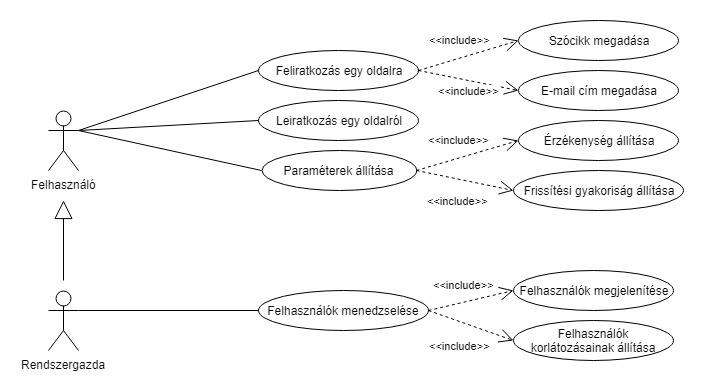 <<include>>
Szócikk megadása
Feliratkozás egy oldalra
<<include>>
E-mail cím megadása
Leiratkozás egy oldalról
<<include>>
Érzékenység állítása
Paraméterek állítása
Felhasználó
<<include>>
Frissítési gyakoriság állítása
<<include>>
Felhasználók megjelenítése
Felhasználók menedzselése
<<include>>
Felhasználók
korlátozásainak állítása
Rendszergazda